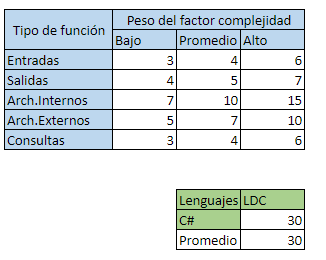 Tipo de función Peso del factor complejidad
Bajo Promedio Alto
Entradas 3 4 6
Salidas 4 5 7
Arch.Internos 7 10 15
Arch.Externos 5 7 10
Consultas 3 4 6
Lenguajes LDC
C# 30
Promedio 30